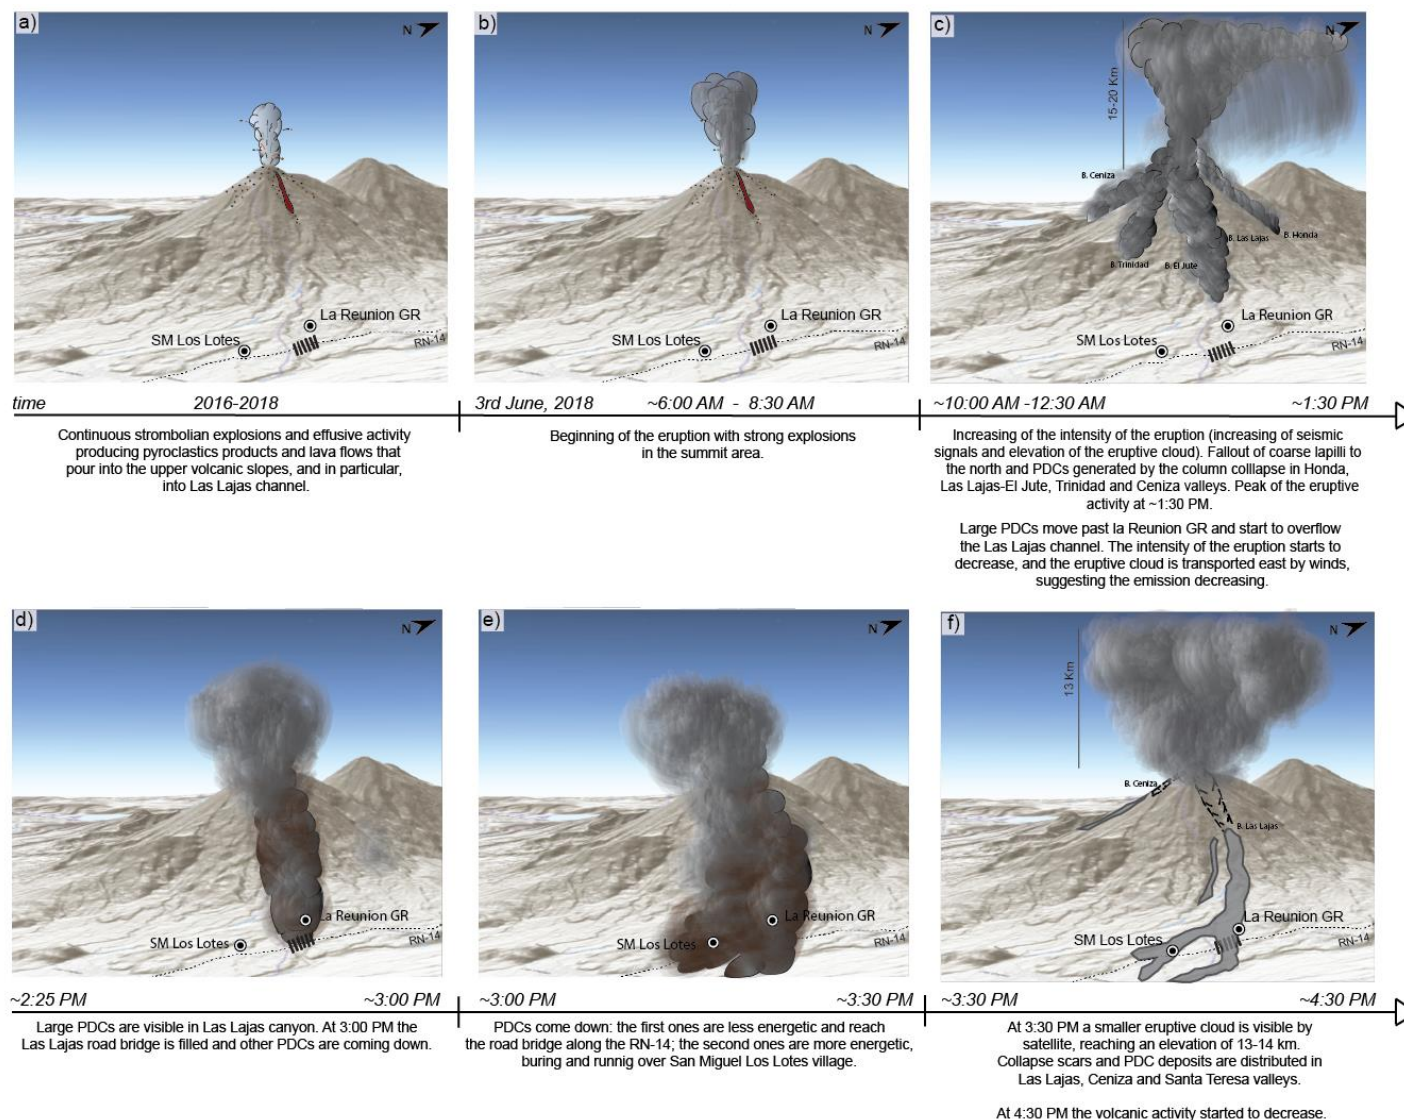 a)
N
La Reunion GR
SM Los Lotes
RN-14
b)
N
La Reunion GR
SM Los Lotes
RN-14
c)
N
15-20 Km
B. Ceniza
B. Honda
B. Las Lajas
B. Trinidad
B. El Jute
La Reunion GR
SM Los Lotes
RN-14
time 2016-2018
3rd June, 2018 ~6:00 AM - 8:30 AM
~10:00 AM -12:30 AM ~1:30 PM
Continuous strombolian explosions and effusive activity
producing pyroclastics products and lava flows that
pour into the upper volcanic slopes, and in particular,
into Las Lajas channel.
Beginning of the eruption with strong explosions
in the summit area.
Increasing of the intensity of the eruption (increasing of seismic
signals and elevation of the eruptive cloud). Fallout of coarse lapilli to
the north and PDCs generated by the column colllapse in Honda,
Las Lajas-El Jute, Trinidad and Ceniza valleys. Peak of the eruptive
activity at ~1:30 PM.
Large PDCs move past la Reunion GR and start to overflow
the Las Lajas channel. The intensity of the eruption starts to
decrease, and the eruptive cloud is transported east by winds,
suggesting the emission decreasing.
d)
N
La Reunion GR
SM Los Lotes
RN-14
e)
N
La Reunion GR
SM Los Lotes
RN-14
f)
N
13 Km
B. Ceniza
B. Las Lajas
La Reunion GR
SM Los Lotes
RN-14
~2:25 PM ~3:00 PM
~3:00 PM ~3:30 PM
~3:30 PM ~4:30 PM
Large PDCs are visible in Las Lajas canyon. At 3:00 PM the
Las Lajas road bridge is filled and other PDCs are coming down.
PDCs come down: the first ones are less energetic and reach
the road bridge along the RN-14; the second ones are more energetic,
buring and runnig over San Miguel Los Lotes village.
At 3:30 PM a smaller eruptive cloud is visible by
satellite, reaching an elevation of 13-14 km.
Collapse scars and PDC deposits are distributed in
Las Lajas, Ceniza and Santa Teresa valleys.
At 4:30 PM the volcanic activity started to decrease.